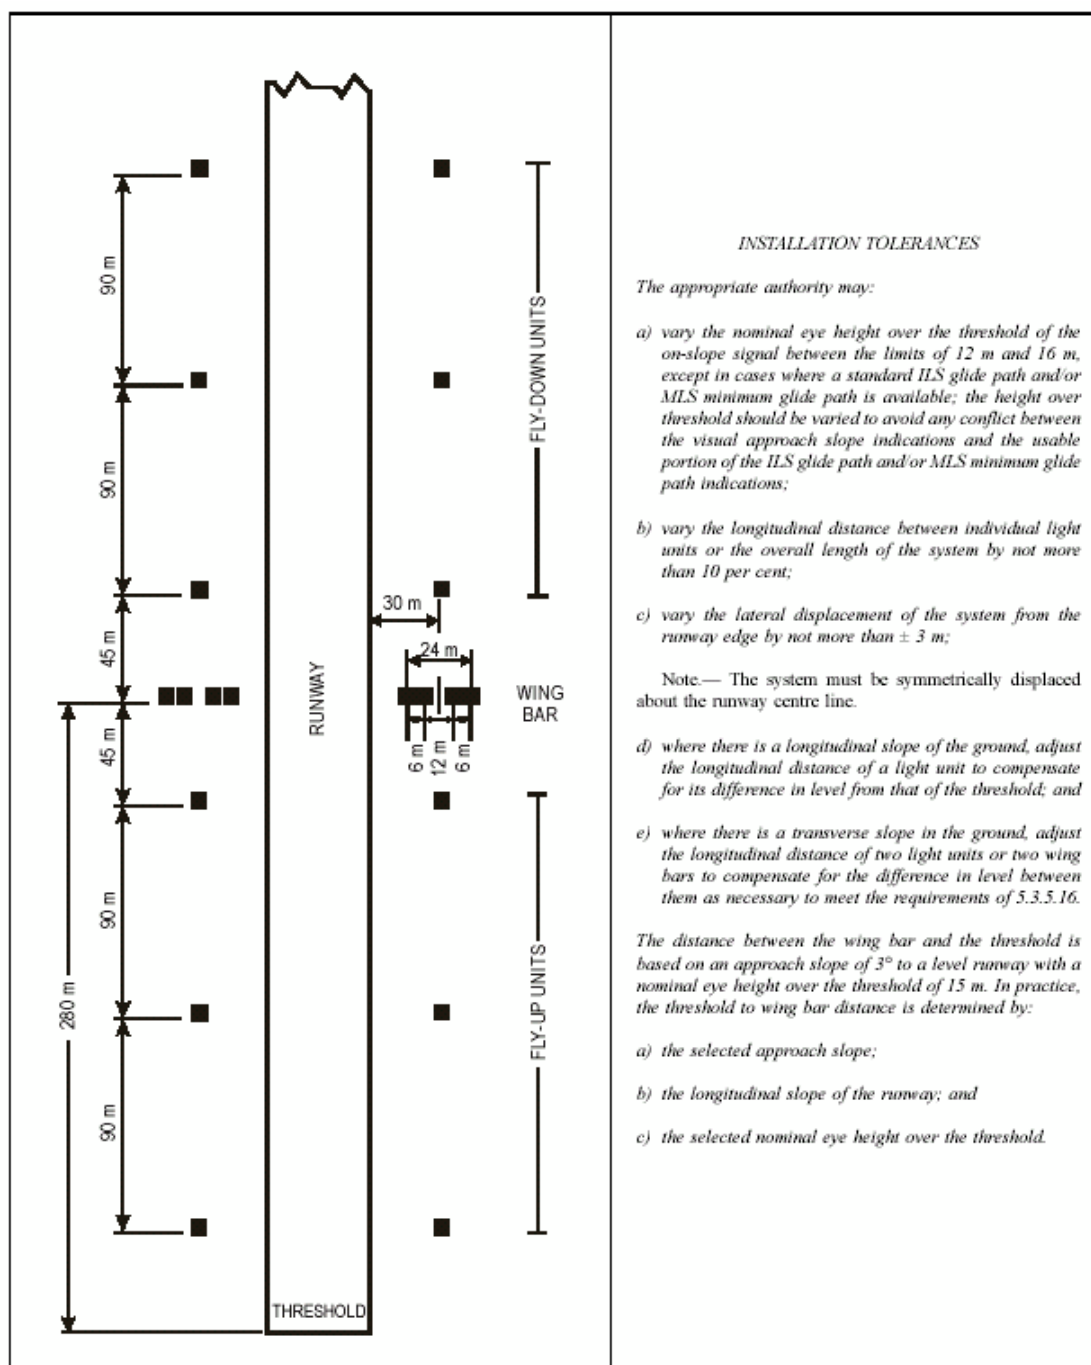 90 m
90 m
45 m
45 m
90 m
90 m
280 m
RUNWAY
THRESHOLD
30 m
24 m
6 m
12 m
6 m
WING
BAR
FLY-DOWN UNITS
FLY-UP UNITS
INSTALLATION TOLERANCES
The appropriate authority may:
a) vary the nominal eye height over the threshold of the
on-slope signal between the limits of 12 m and 16 m,
except in cases where a standard ILS glide path and/or
MLS minimum glide path is available; the height over
threshold should be varied to avoid any conflict between
the visual approach slope indications and the usable
portion of the ILS glide path and/or MLS minimum glide
path indications;
b) vary the longitudinal distance between individual light
units or the overall length of the system by not more
than 10 per cent;
c) vary the lateral displacement of the system from the
runway edge by not more than ± 3 m;
Note.— The system must be symmetrically displaced
about the runway centre line.
d) where there is a longitudinal slope of the ground, adjust
the longitudinal distance of a light unit to compensate
for its difference in level from that of the threshold; and
e) where there is a transverse slope in the ground, adjust
the longitudinal distance of two light units or two wing
bars to compensate for the difference in level between
them as necessary to meet the requirements of 5.3.5.16.
The distance between the wing bar and the threshold is
based on an approach slope of 3° to a level runway with a
nominal eye height over the threshold of 15 m. In practice,
the threshold to wing bar distance is determined by:
a) the selected approach slope;
b) the longitudinal slope of the runway; and
c) the selected nominal eye height over the threshold.